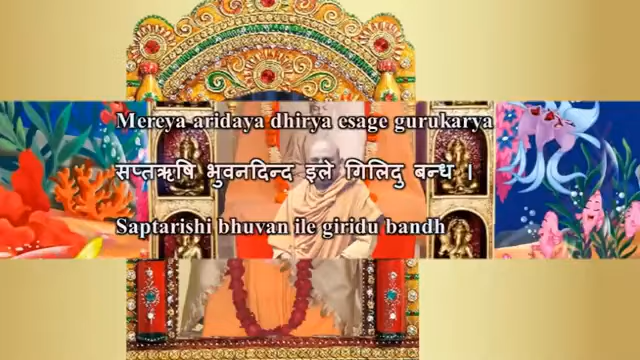 Mereya aridaya dhirya esage gurukarya
सप्तऋषि भुवनदिन्द इले गिलिदु बन्ध ।
Saptarishi bhuvan ile giridu bandh